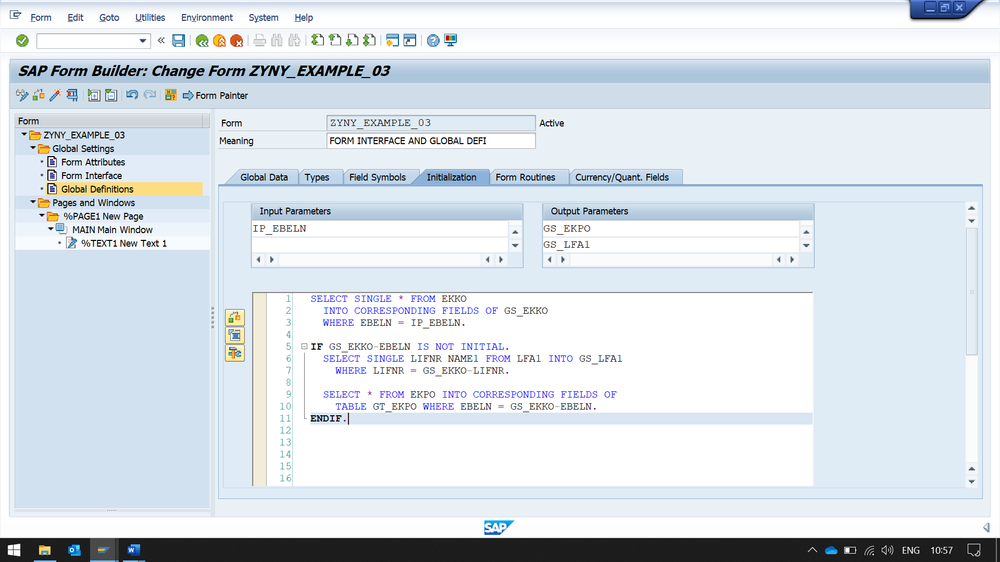 Form Edit Goto Utilities Environment System Help
SAP Form Builder: Change Form ZYNY_EXAMPLE_03
Form Painter
Form
ZYNY_EXAMPLE_03
Global Settings
Form Attributes
Form Interface
Global Definitions
Pages and Windows
%PAGE1 New Page
MAIN Main Window
%TEXT1 New Text 1
Form ZYNY_EXAMPLE_03 Active
Meaning FORM INTERFACE AND GLOBAL DEFI
Global Data Types Field Symbols Initialization Form Routines Currency/Quant. Fields
Input Parameters
IP_EBELN
Output Parameters
GS_EKPO
GS_LFA1
1 SELECT SINGLE * FROM EKKO
2 INTO CORRESPONDING FIELDS OF GS_EKKO
3 WHERE EBELN = IP_EBELN.
4
5 IF GS_EKKO-EBELN IS NOT INITIAL.
6 SELECT SINGLE LIFNR NAME1 FROM LFA1 INTO GS_LFA1
7 WHERE LIFNR = GS_EKKO-LIFNR.
8
9 SELECT * FROM EKPO INTO CORRESPONDING FIELDS OF
10 TABLE GT_EKPO WHERE EBELN = GS_EKKO-EBELN.
11 ENDIF.
12
13
14
15
16
SAP
ENG 10:57